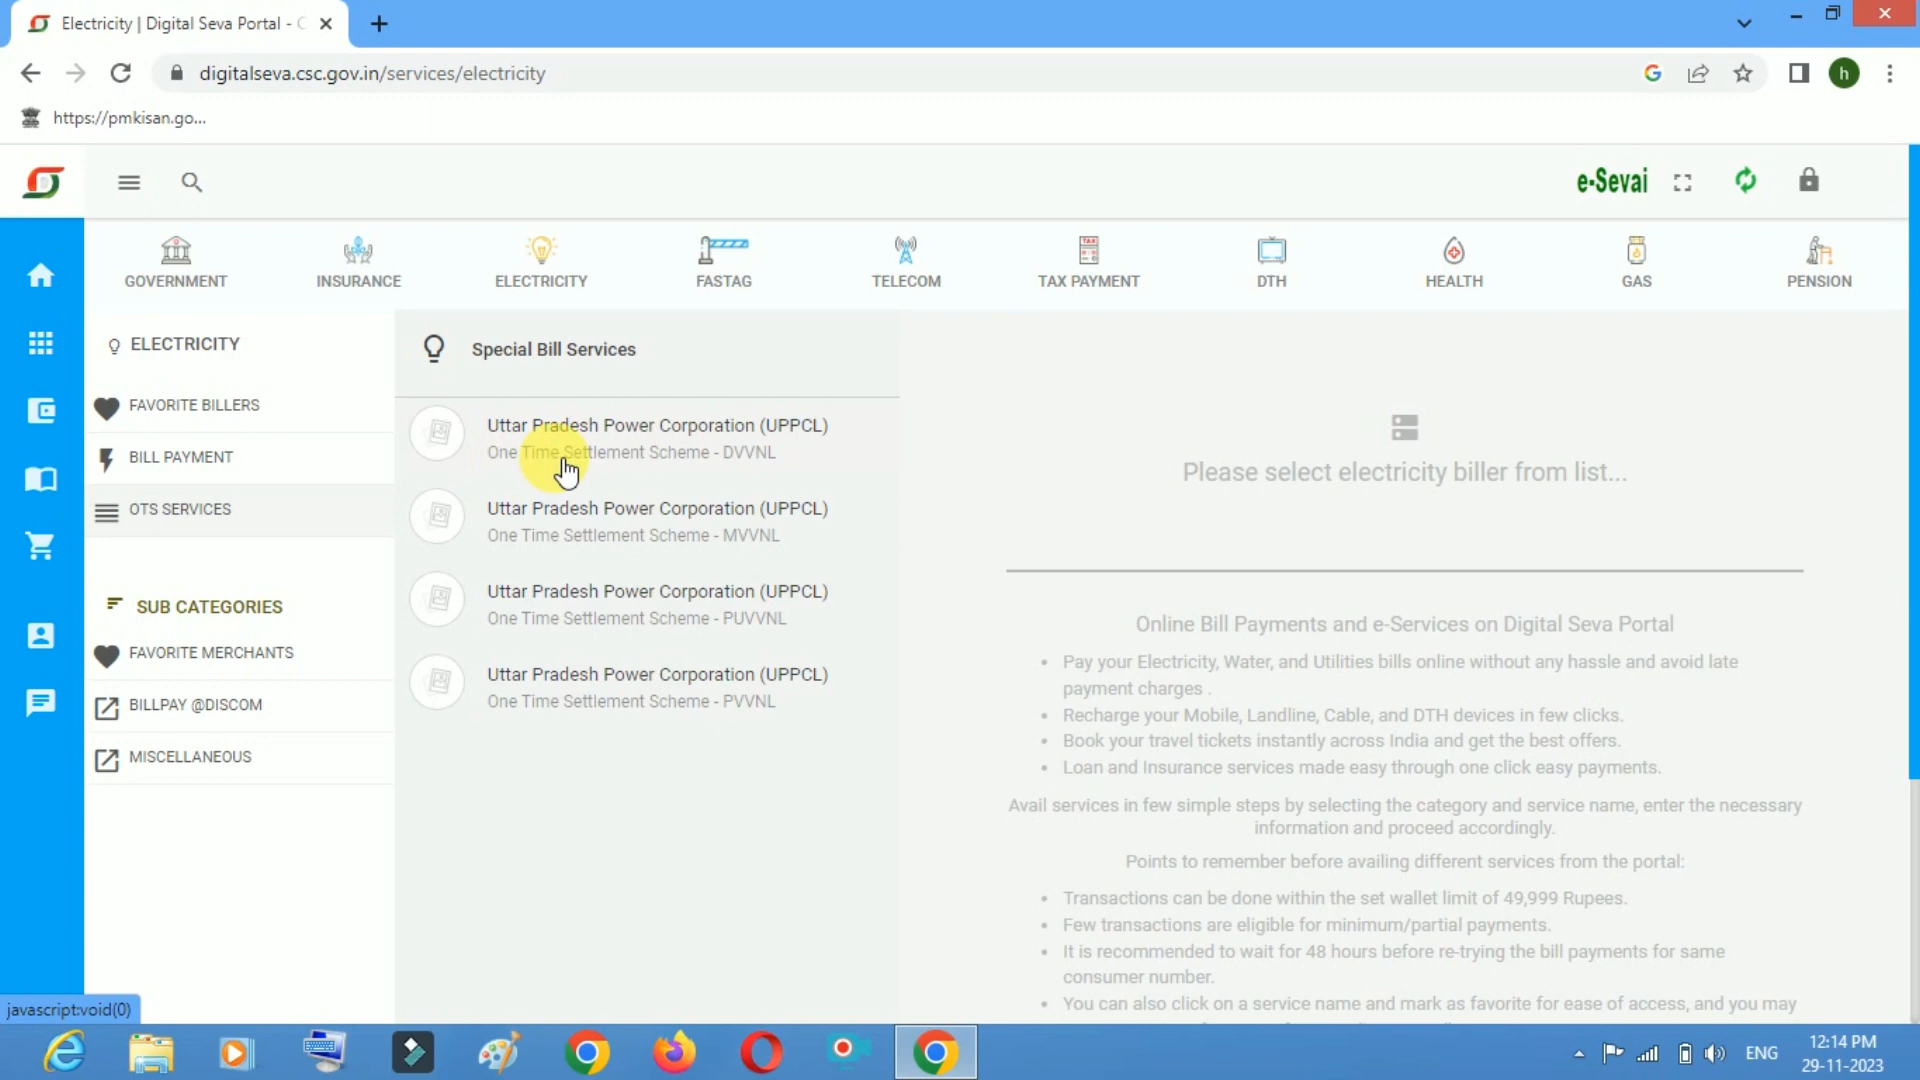 Electricity | Digital Seva Portal - C
digitalseva.csc.gov.in/services/electricity
h
https://pmkisan.go...
e-Sevai
GOVERNMENT
INSURANCE
ELECTRICITY
FASTAG
TELECOM
TAX
TAX PAYMENT
DTH
HEALTH
GAS
PENSION
ELECTRICITY
FAVORITE BILLERS
BILL PAYMENT
OTS SERVICES
SUB CATEGORIES
FAVORITE MERCHANTS
BILLPAY @DISCOM
MISCELLANEOUS
Special Bill Services
Uttar Pradesh Power Corporation (UPPCL)
One Time Settlement Scheme - DVVNL
Uttar Pradesh Power Corporation (UPPCL)
One Time Settlement Scheme - MVVNL
Uttar Pradesh Power Corporation (UPPCL)
One Time Settlement Scheme - PUVVNL
Uttar Pradesh Power Corporation (UPPCL)
One Time Settlement Scheme - PVVNL
Please select electricity biller from list...
Online Bill Payments and e-Services on Digital Seva Portal
• Pay your Electricity, Water, and Utilities bills online without any hassle and avoid late
payment charges .
• Recharge your Mobile, Landline, Cable, and DTH devices in few clicks.
• Book your travel tickets instantly across India and get the best offers.
• Loan and Insurance services made easy through one click easy payments.
Avail services in few simple steps by selecting the category and service name, enter the necessary
information and proceed accordingly.
Points to remember before availing different services from the portal:
• Transactions can be done within the set wallet limit of 49,999 Rupees.
• Few transactions are eligible for minimum/partial payments.
• It is recommended to wait for 48 hours before re-trying the bill payments for same
consumer number.
• You can also click on a service name and mark as favorite for ease of access, and you may
javascript:void(0)
ENG
12:14 PM
29-11-2023